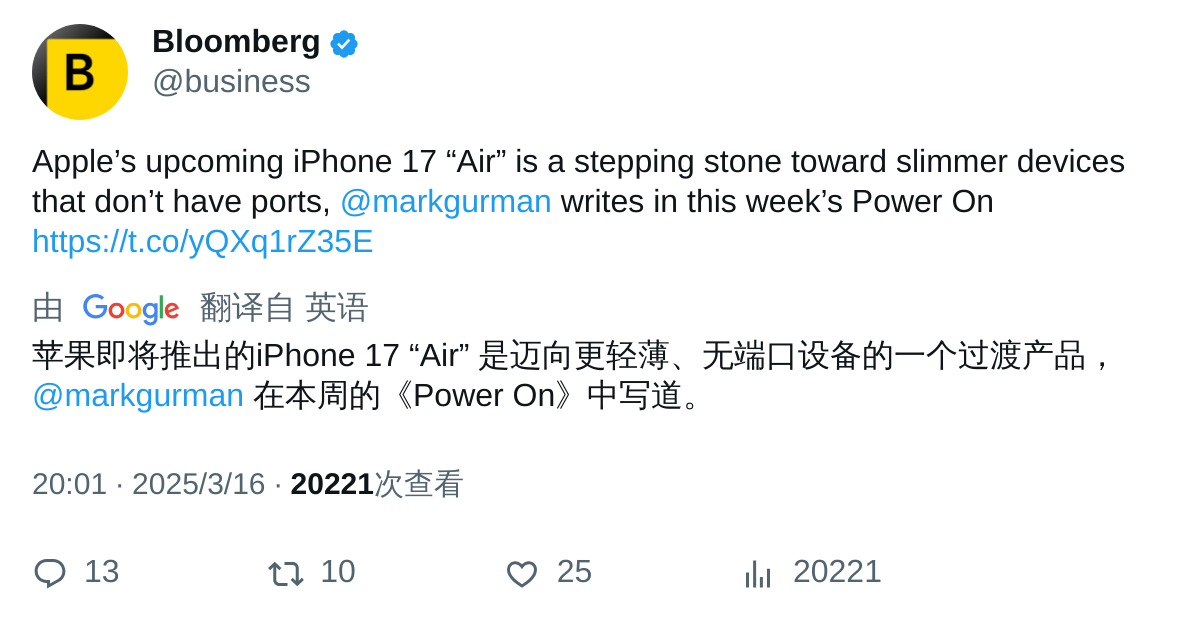 B
Bloomberg
@business
Apple’s upcoming iPhone 17 “Air” is a stepping stone toward slimmer devices
that don’t have ports, @markgurman writes in this week’s Power On
https://t.co/yQXq1rZ35E
由 Google 翻译自 英语
苹果即将推出的iPhone 17 “Air” 是迈向更轻薄、无端口设备的一个过渡产品，
@markgurman 在本周的《Power On》中写道。
20:01 · 2025/3/16 · 20221次查看
13 10 25 20221